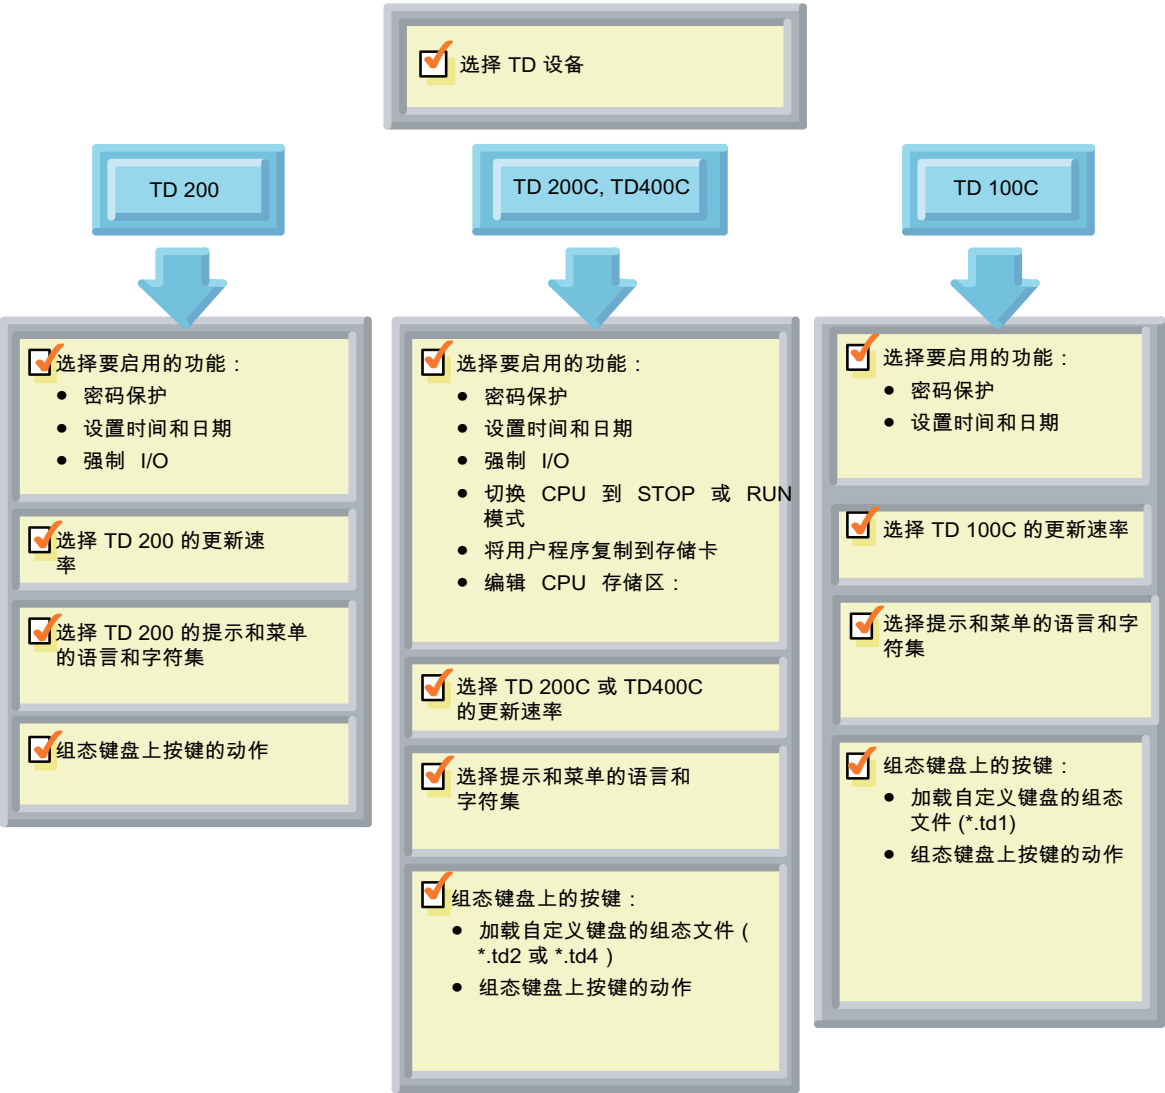 选择 TD 设备
TD 200
TD 200C, TD400C
TD 100C
选择要启用的功能：
● 密码保护
● 设置时间和日期
● 强制 I/O
选择 TD 200 的更新速
率
选择 TD 200 的提示和菜单
的语言和字符集
组态键盘上按键的动作
选择要启用的功能：
● 密码保护
● 设置时间和日期
● 强制 I/O
● 切换 CPU 到 STOP 或 RUN
模式
● 将用户程序复制到存储卡
● 编辑 CPU 存储区：
选择 TD 200C 或 TD400C
的更新速率
选择提示和菜单的语言和
字符集
组态键盘上的按键：
● 加载自定义键盘的组态文件（
*.td2 或 *.td4）
● 组态键盘上按键的动作
选择要启用的功能：
● 密码保护
● 设置时间和日期
选择 TD 100C 的更新速率
选择提示和菜单的语言和字
符集
组态键盘上的按键：
● 加载自定义键盘的组态
文件 (*.td1)
● 组态键盘上按键的动作